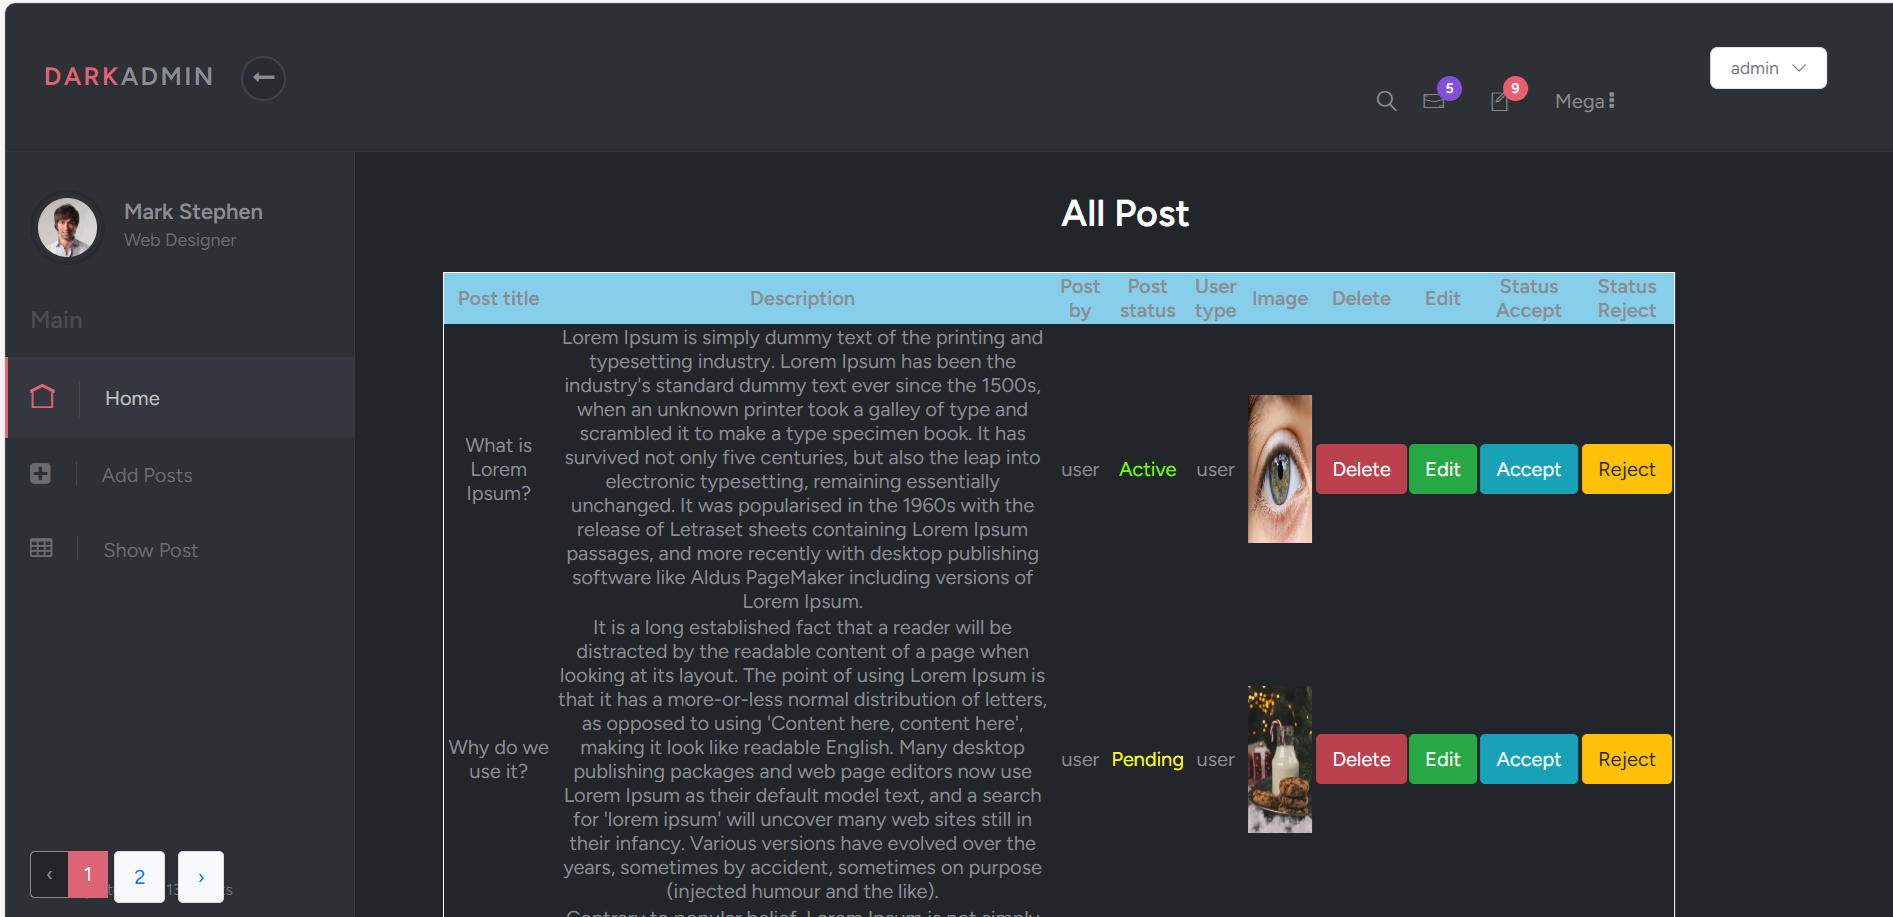 DARKADMIN
5
9
Mega
admin
Mark Stephen
Web Designer
Main
Home
Add Posts
Show Post
‹ 1 2 ›
All Post
Post title
Description
Post
by
Post
status
User
type
Image
Delete
Edit
Status
Accept
Status
Reject
What is
Lorem
Ipsum?
Lorem Ipsum is simply dummy text of the printing and
typesetting industry. Lorem Ipsum has been the
industry's standard dummy text ever since the 1500s,
when an unknown printer took a galley of type and
scrambled it to make a type specimen book. It has
survived not only five centuries, but also the leap into
electronic typesetting, remaining essentially
unchanged. It was popularised in the 1960s with the
release of Letraset sheets containing Lorem Ipsum
passages, and more recently with desktop publishing
software like Aldus PageMaker including versions of
Lorem Ipsum.
user
Active
user
Delete
Edit
Accept
Reject
Why do we
use it?
It is a long established fact that a reader will be
distracted by the readable content of a page when
looking at its layout. The point of using Lorem Ipsum is
that it has a more-or-less normal distribution of letters,
as opposed to using 'Content here, content here',
making it look like readable English. Many desktop
publishing packages and web page editors now use
Lorem Ipsum as their default model text, and a search
for 'lorem ipsum' will uncover many web sites still in
their infancy. Various versions have evolved over the
years, sometimes by accident, sometimes on purpose
(injected humour and the like).
user
Pending
user
Delete
Edit
Accept
Reject
Contrary to popular belief, Lorem Ipsum is not simply